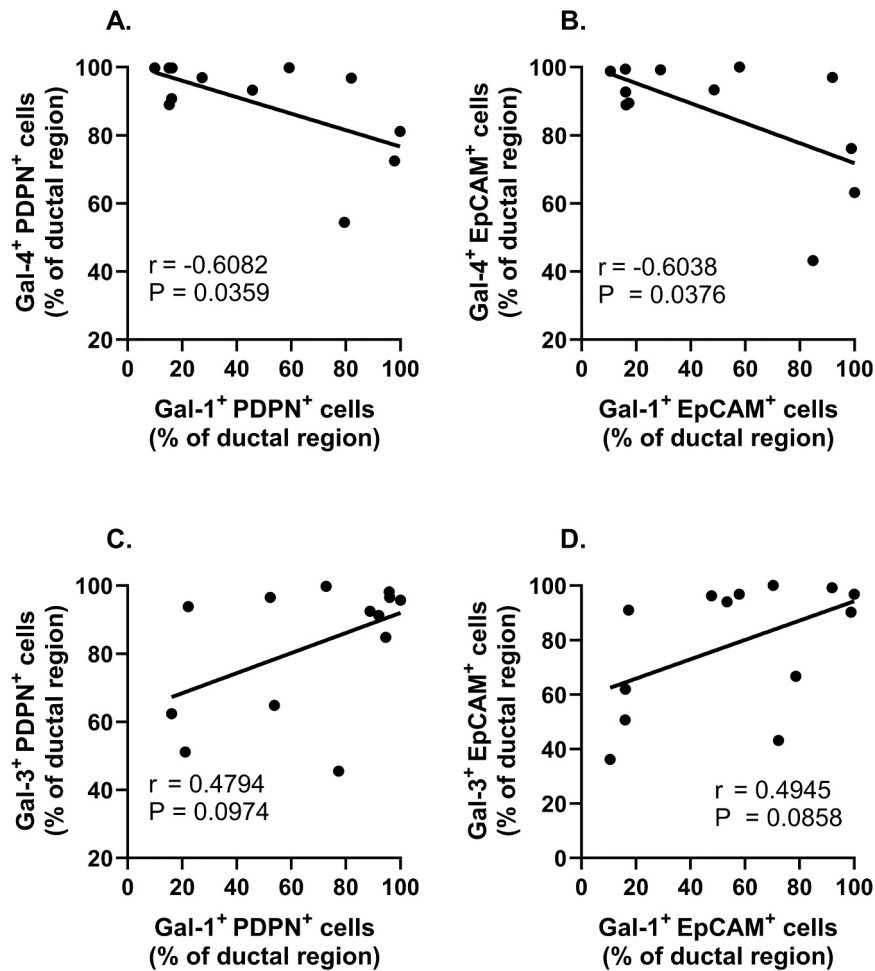 A.
Gal-4⁺ PDPN⁺ cells
(% of ductal region)
100
80
60
40
20
r = -0.6082
P = 0.0359
0 20 40 60 80 100
Gal-1⁺ PDPN⁺ cells
(% of ductal region)
B.
Gal-4⁺ EpCAM⁺ cells
(% of ductal region)
100
80
60
40
20
r = -0.6038
P = 0.0376
0 20 40 60 80 100
Gal-1⁺ EpCAM⁺ cells
(% of ductal region)
C.
Gal-3⁺ PDPN⁺ cells
(% of ductal region)
100
80
60
40
20
r = 0.4794
P = 0.0974
0 20 40 60 80 100
Gal-1⁺ PDPN⁺ cells
(% of ductal region)
D.
Gal-3⁺ EpCAM⁺ cells
(% of ductal region)
100
80
60
40
20
0
r = 0.4945
P = 0.0858
0 20 40 60 80 100
Gal-1⁺ EpCAM⁺ cells
(% of ductal region)